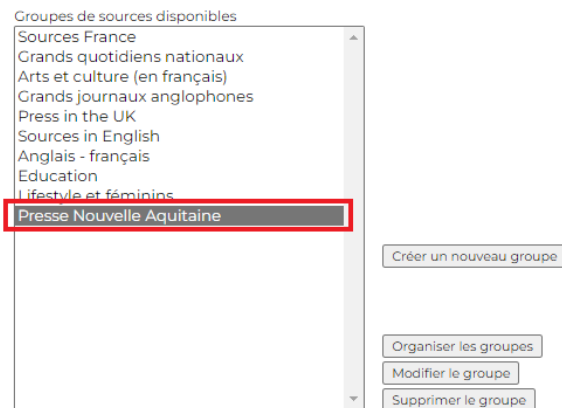 Groupes de sources disponibles
Sources France
Grands quotidiens nationaux
Arts et culture (en français)
Grands journaux anglophones
Press in the UK
Sources in English
Anglais - français
Education
Lifestyle et féminins
Presse Nouvelle Aquitaine
Créer un nouveau groupe
Organiser les groupes
Modifier le groupe
Supprimer le groupe